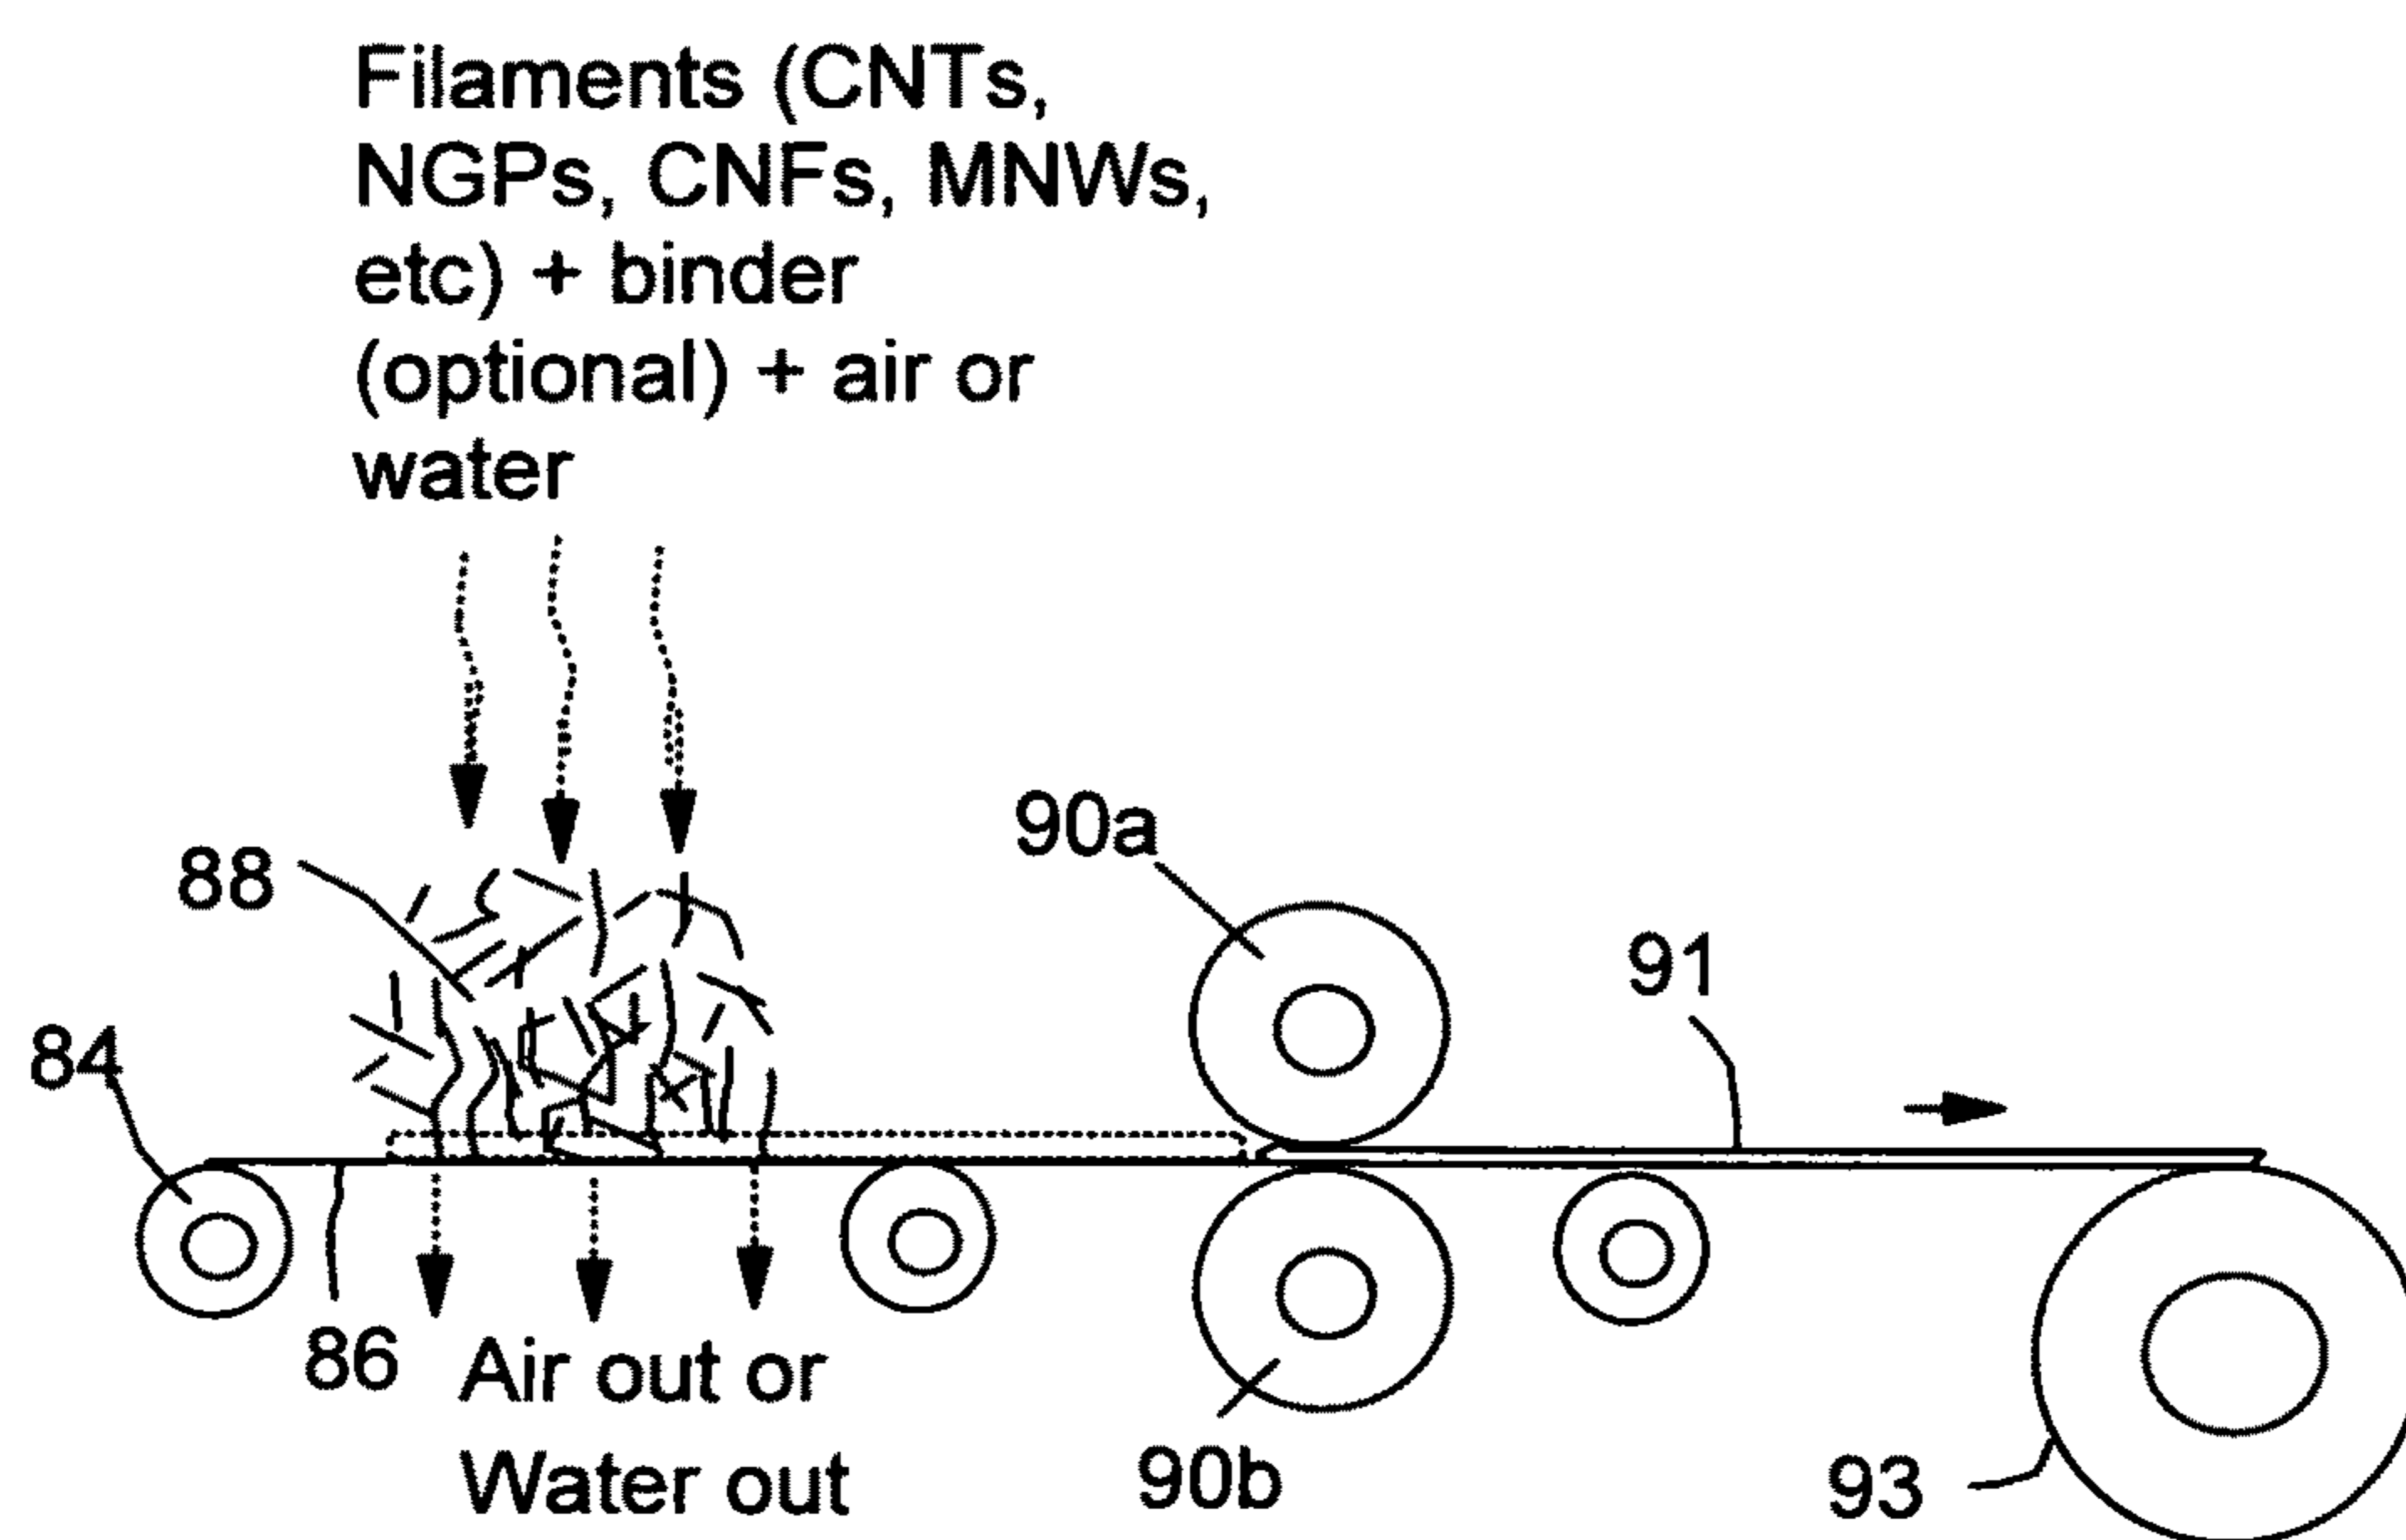 Filaments (CNTs,
NGPs, CNFs, MNWs,
etc) + binder
(optional) + air or
water
90a
88
91
84
86
Air out or
Water out
90b
93